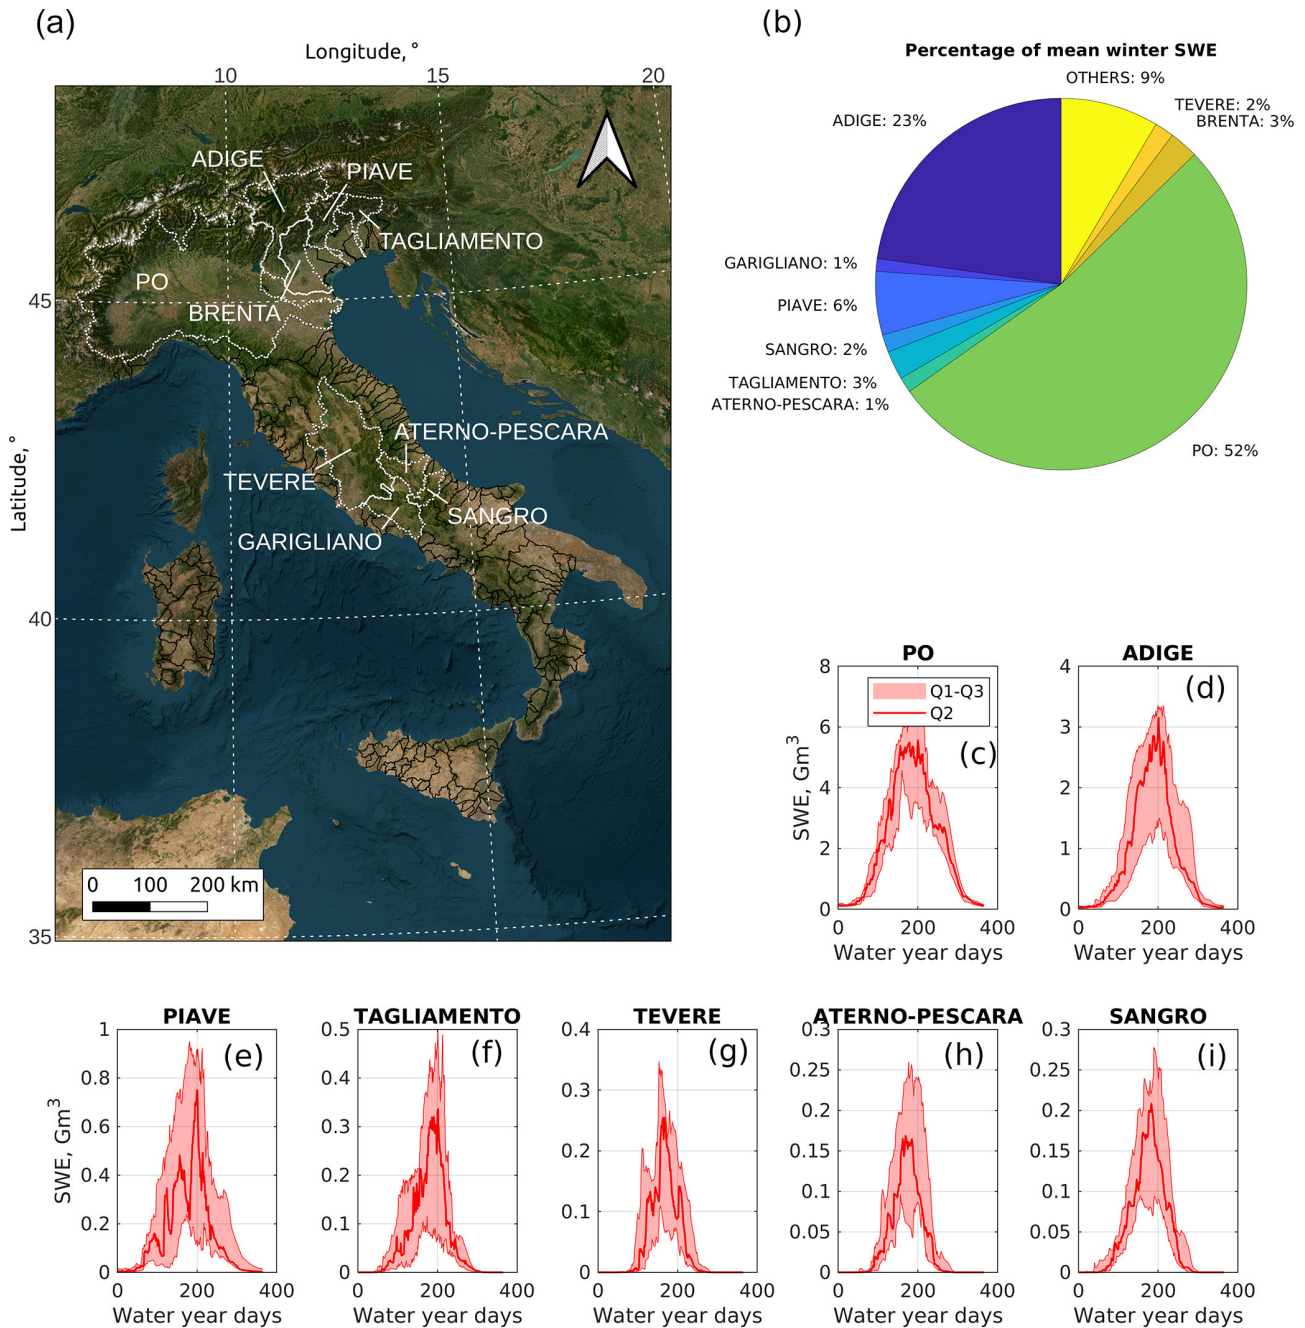 (a)
Longitude, °
10
15
20
ADIGE
PIAVE
TAGLIAMENTO
PO
45
BRENTA
ATERNO-PESCARA
TEVERE
SANGRO
GARIGLIANO
Latitude, °
40
0 100 200 km
35
(b)
Percentage of mean winter SWE
OTHERS: 9%
TEVERE: 2%
BRENTA: 3%
ADIGE: 23%
GARIGLIANO: 1%
PIAVE: 6%
SANGRO: 2%
TAGLIAMENTO: 3%
ATERNO-PESCARA: 1%
PO: 52%
PO
8
6
4
2
0
SWE, Gm³
Q1-Q3
Q2
(c)
0 200 400
Water year days
ADIGE
4
3
2
1
0
(d)
0 200 400
Water year days
PIAVE
1
0.8
0.6
0.4
0.2
0
SWE, Gm³
(e)
0 200 400
Water year days
TAGLIAMENTO
0.5
0.4
0.3
0.2
0.1
0
(f)
0 200 400
Water year days
TEVERE
0.4
0.3
0.2
0.1
0
(g)
0 200 400
Water year days
ATERNO-PESCARA
0.3
0.25
0.2
0.15
0.1
0.05
0
(h)
0 200 400
Water year days
SANGRO
0.3
0.25
0.2
0.15
0.1
0.05
0
(i)
0 200 400
Water year days